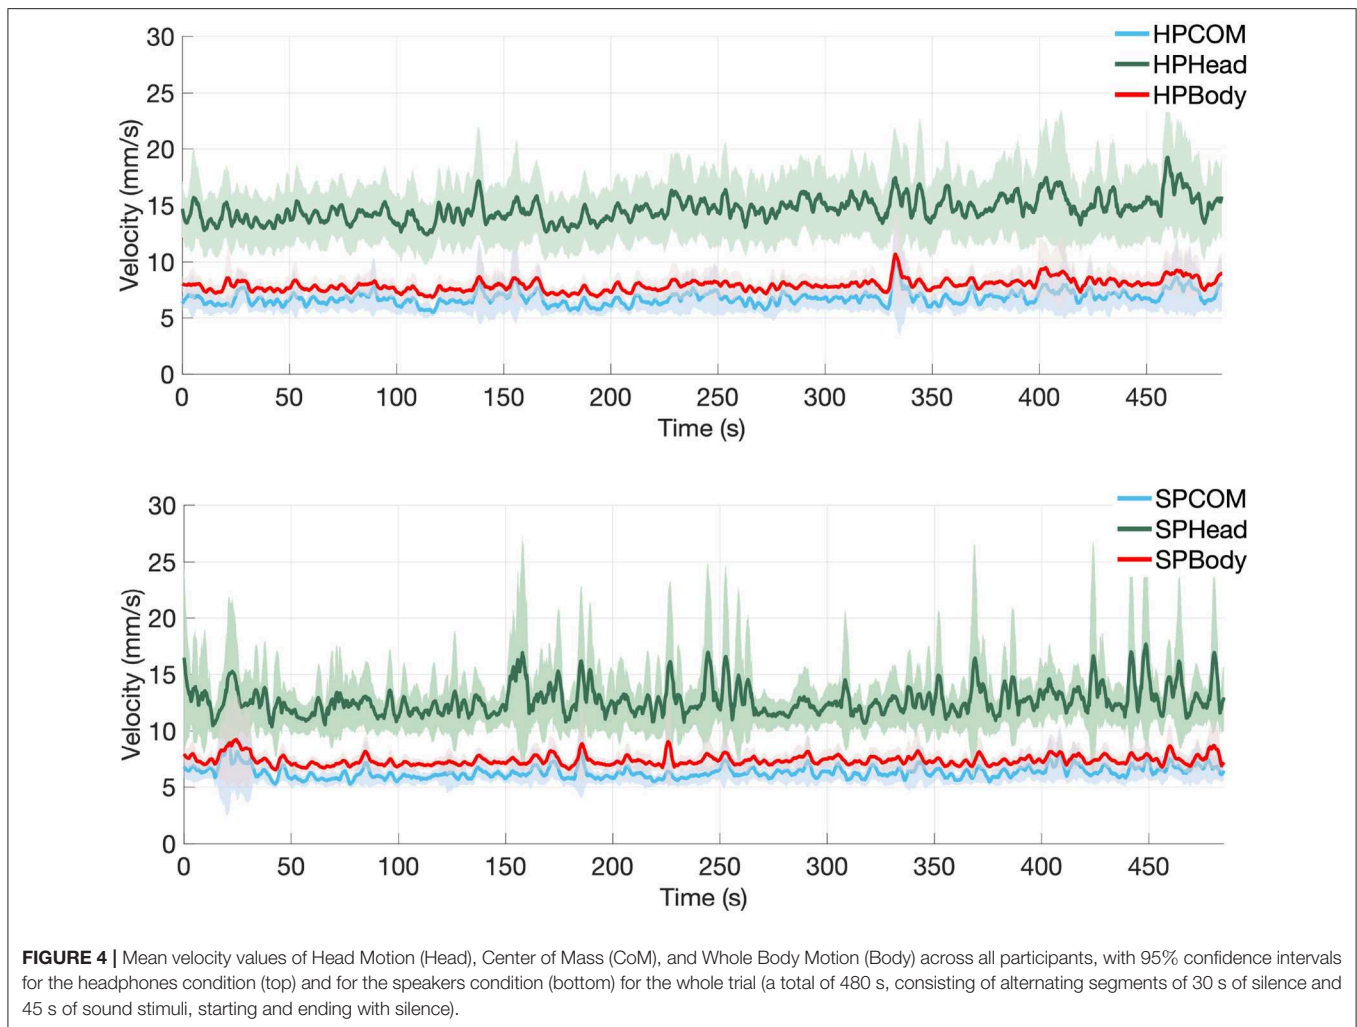 30
25
20
15
10
5
0
Velocity (mm/s)
HPCOM
HPHead
HPBody
0 50 100 150 200 250 300 350 400 450
Time (s)
30
25
20
15
10
5
0
Velocity (mm/s)
SPCOM
SPHead
SPBody
0 50 100 150 200 250 300 350 400 450
Time (s)
FIGURE 4 | Mean velocity values of Head Motion (Head), Center of Mass (CoM), and Whole Body Motion (Body) across all participants, with 95% confidence intervals
for the headphones condition (top) and for the speakers condition (bottom) for the whole trial (a total of 480 s, consisting of alternating segments of 30 s of silence and
45 s of sound stimuli, starting and ending with silence).